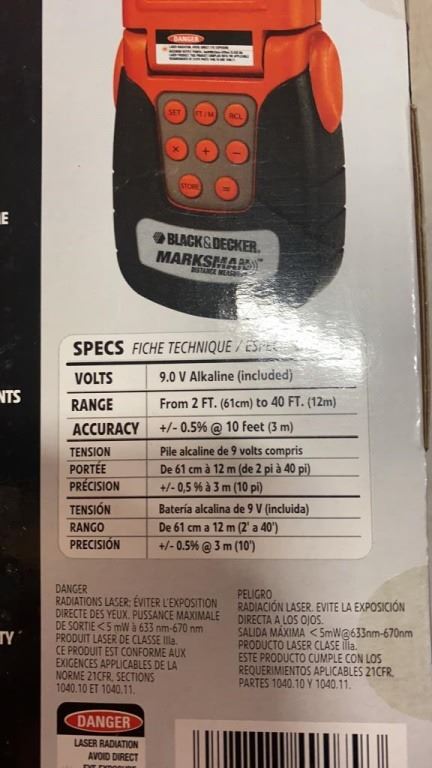 DANGER
SET FT/M RCL
× + −
STORE =
BLACK&DECKER.
MARKSMAN™
DISTANCE
E
NTS
TY
SPECS FICHE TECHNIQUE /
VOLTS 9.0 V Alkaline (included)
RANGE From 2 FT. (61cm) to 40 FT. (12m)
ACCURACY +/- 0.5% @ 10 feet (3 m)
TENSION Pile alcaline de 9 volts compris
PORTÉE De 61 cm à 12 m (de 2 pi à 40 pi)
PRÉCISION +/- 0,5 % à 3 m (10 pi)
TENSIÓN Batería alcalina de 9 V (incluida)
RANGO De 61 cm a 12 m (2' a 40')
PRECISIÓN +/- 0.5% @ 3 m (10')
DANGER
RADIATIONS LASER; ÉVITER L'EXPOSITION
DIRECTE DES YEUX. PUISSANCE MAXIMALE
DE SORTIE < 5 mW à 633 nm-670 nm
PRODUIT LASER DE CLASSE IIIa.
CE PRODUIT EST CONFORME AUX
EXIGENCES APPLICABLES DE LA
NORME 21CFR, SECTIONS
1040.10 ET 1040.11.
PELIGRO
RADIACIÓN LASER. EVITE LA EXPOSICIÓN
DIRECTA A LOS OJOS.
SALIDA MÁXIMA < 5mW@633nm-670nm
PRODUCTO LASER CLASE IIIa.
ESTE PRODUCTO CUMPLE CON LOS
REQUERIMIENTOS APLICABLES 21CFR,
PARTES 1040.10 Y 1040.11.
DANGER
LASER RADIATION
AVOID DIRECT
EYE EXPOSURE